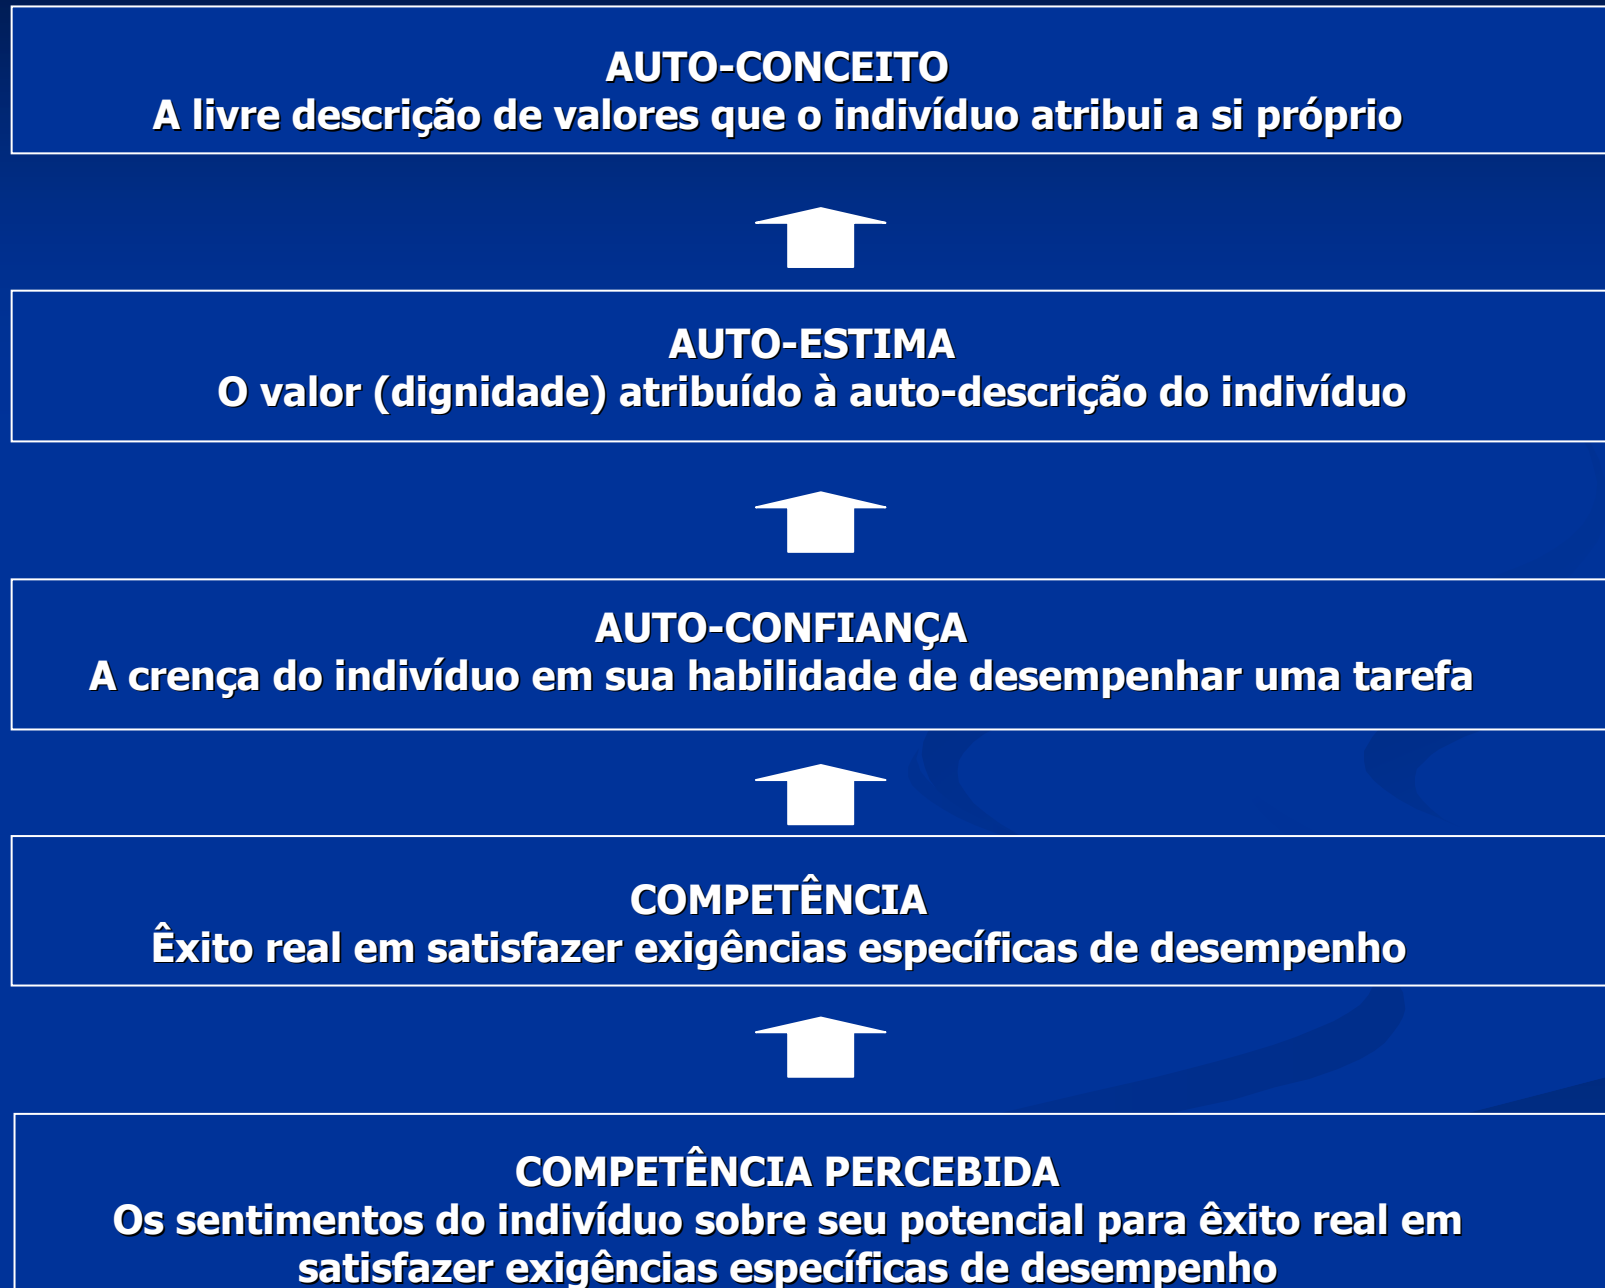 AUTO-CONCEITO
A livre descrição de valores que o indivíduo atribui a si próprio
AUTO-ESTIMA
O valor (dignidade) atribuído à auto-descrição do indivíduo
AUTO-CONFIANÇA
A crença do indivíduo em sua habilidade de desempenhar uma tarefa
COMPETÊNCIA
Êxito real em satisfazer exigências específicas de desempenho
COMPETÊNCIA PERCEBIDA
Os sentimentos do indivíduo sobre seu potencial para êxito real em
satisfazer exigências específicas de desempenho